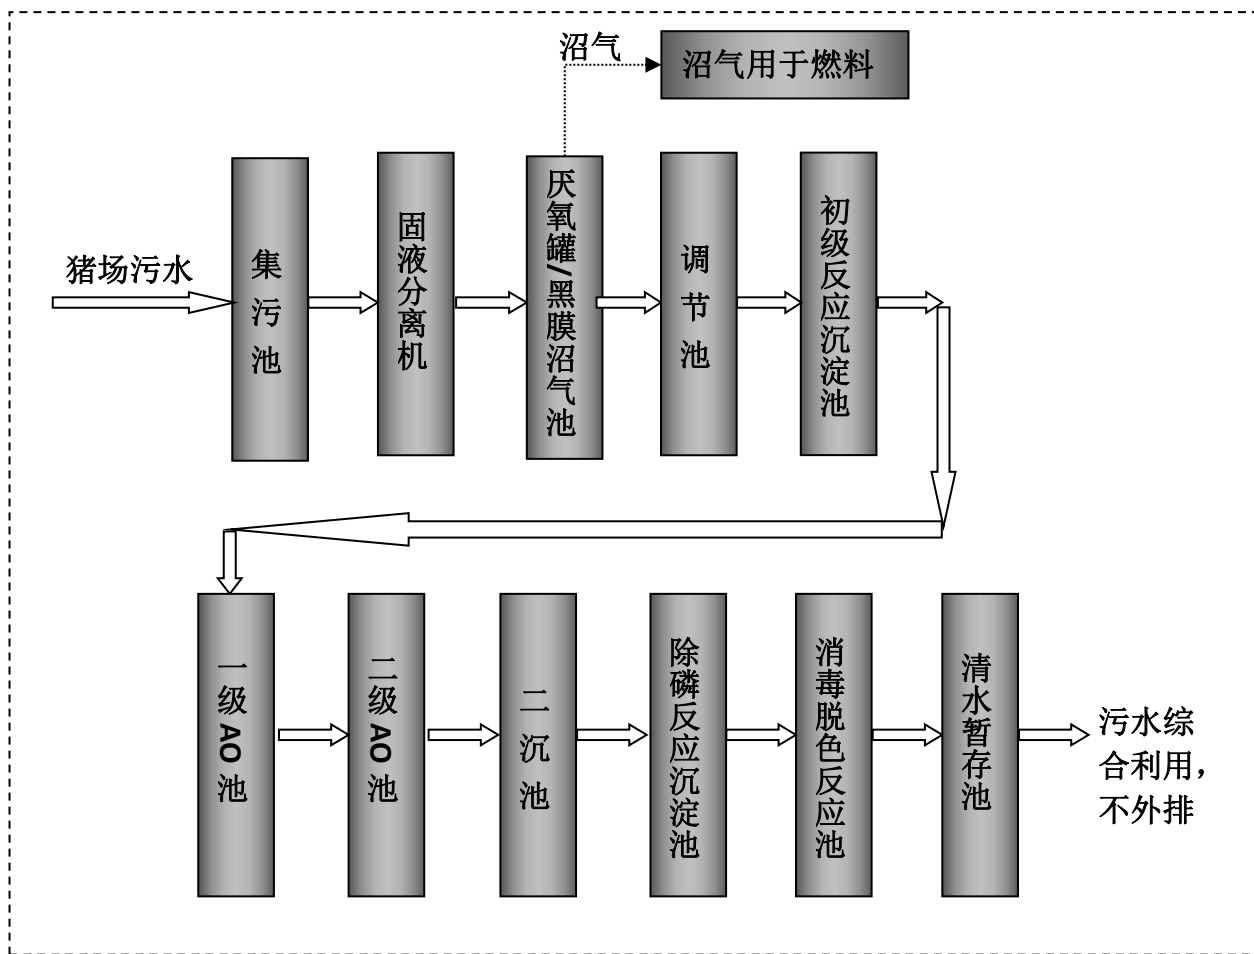 沼气
沼气用于燃料
猪场污水
集污池
固液分离机
厌氧罐/黑膜沼气池
调节池
初级反应沉淀池
一级AO池
二级AO池
二沉池
除磷反应沉淀池
消毒脱色反应池
清水暂存池
污水综
合利用，
不外排